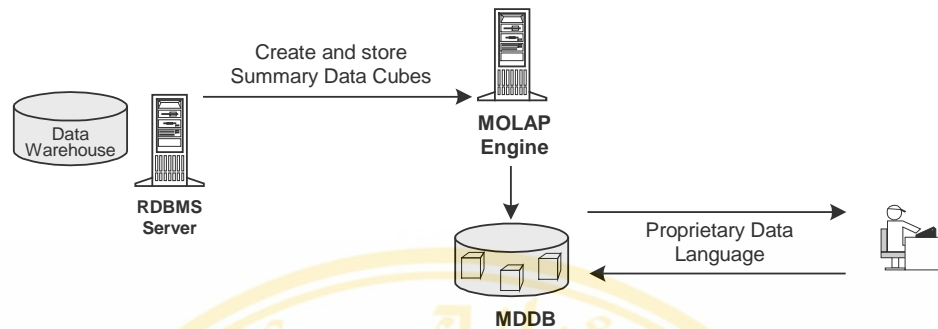 Create and store
Summary Data Cubes
Data
Warehouse
RDBMS
Server
MOLAP
Engine
Proprietary Data
Language
MDDB